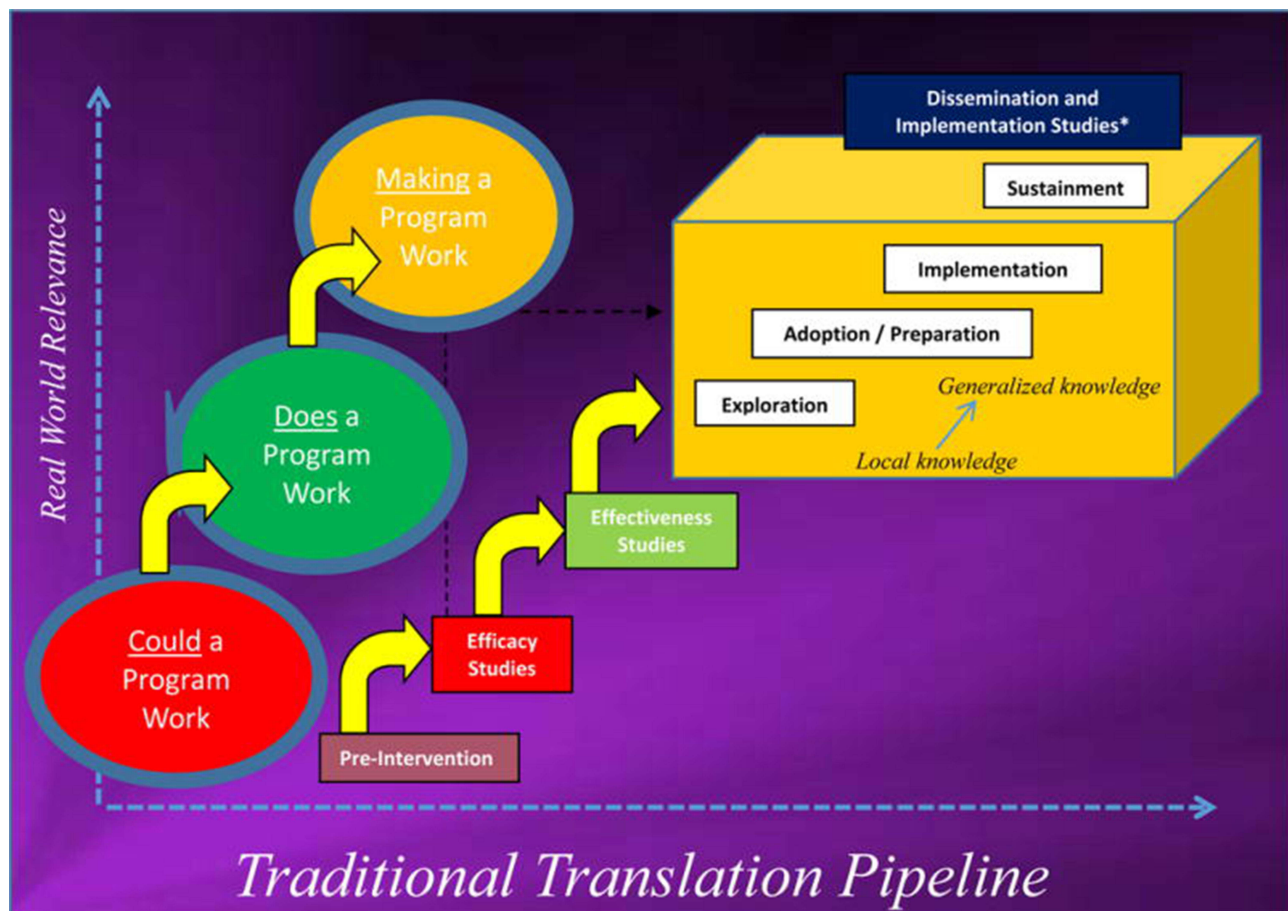 Real World Relevance
Making a
Program
Work
Does a
Program
Work
Could a
Program
Work
Pre-Intervention
Efficacy
Studies
Effectiveness
Studies
Dissemination and
Implementation Studies*
Sustainment
Implementation
Adoption / Preparation
Exploration
Generalized knowledge
Local knowledge
Traditional Translation Pipeline